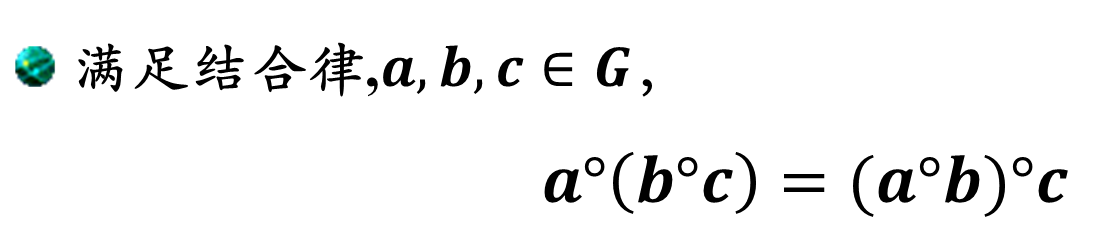 满足结合律,a, b, c ∈ G ,
a°(b°c) = (a°b)°c